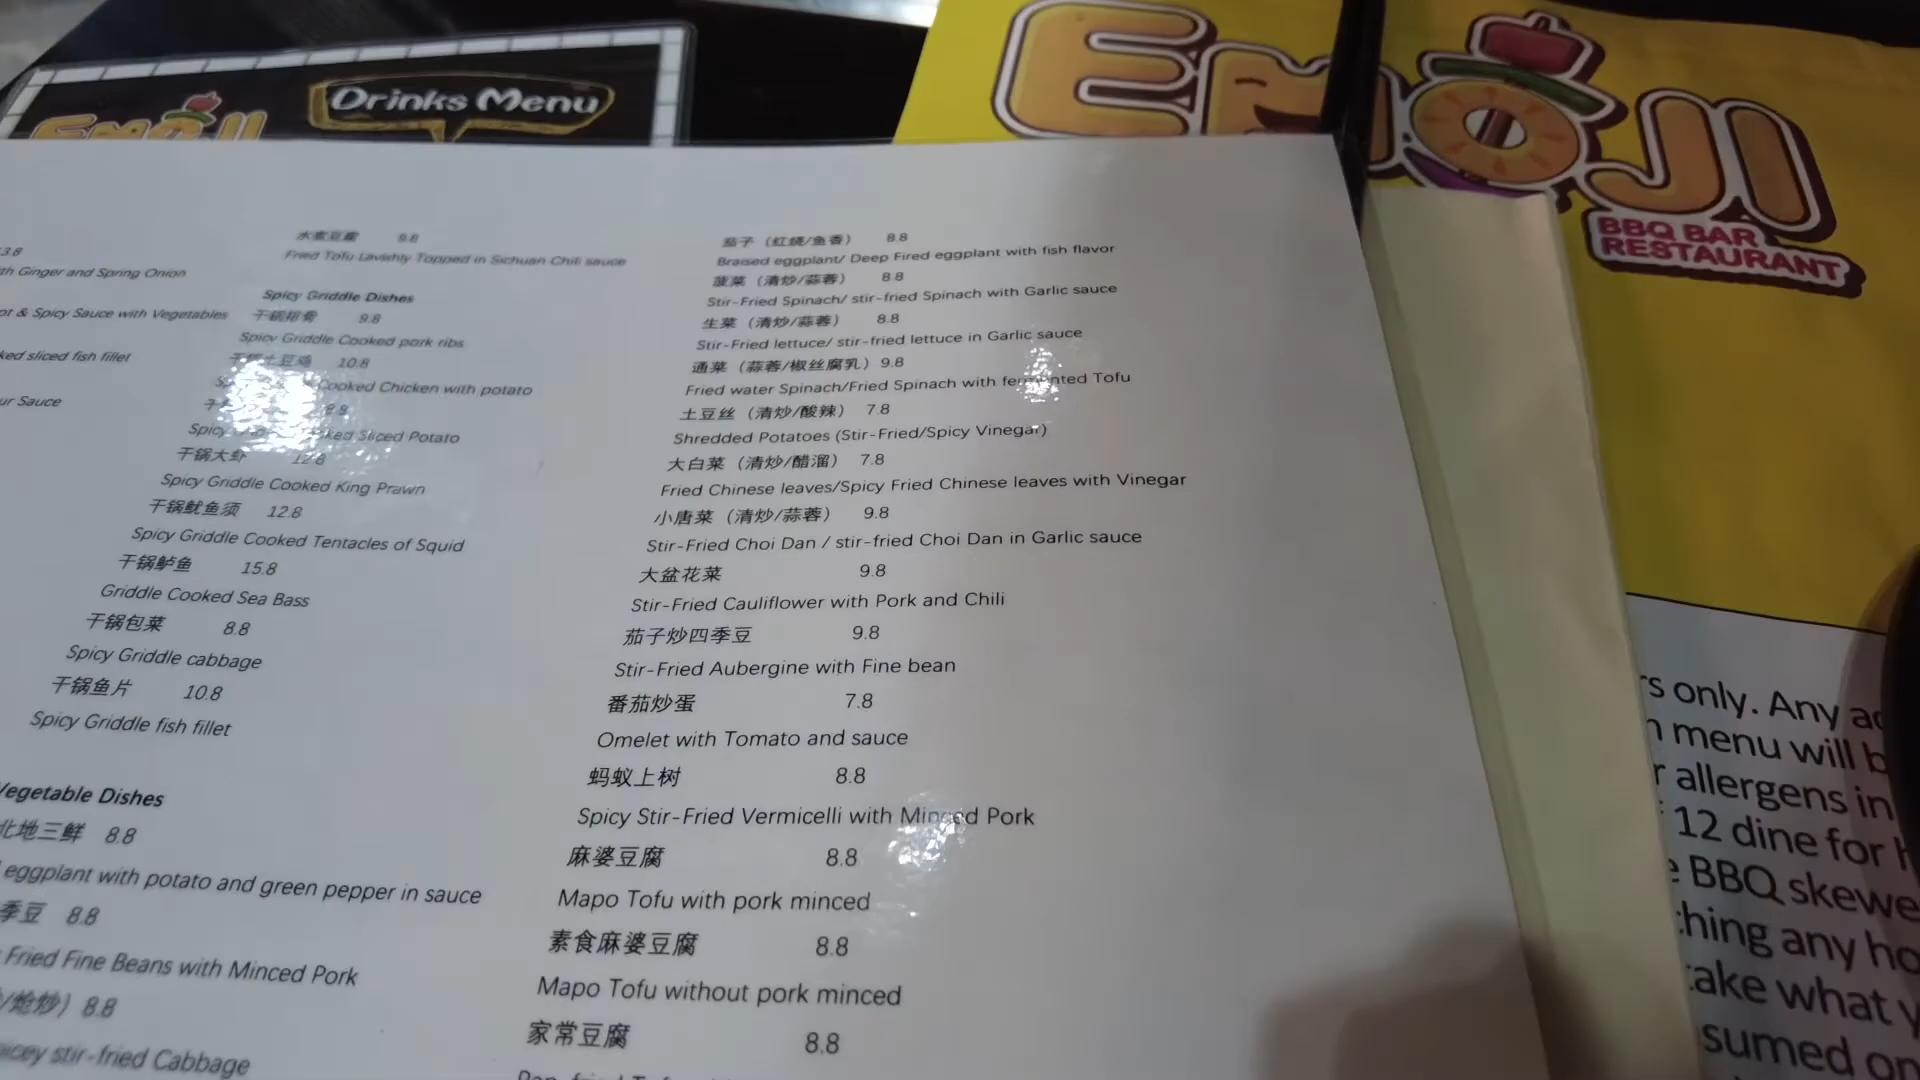 Drinks Menu
EMOJI
EMOJI
BBQ BAR
RESTAURANT
3.8
Ginger and Spring Onion
& Spicy Sauce with Vegetables
sliced fish fillet
Sauce
水煮豆腐 9.8
Fried Tofu Lavishly Topped in Sichuan Chili sauce
Spicy Griddle Dishes
干锅排骨 9.8
Spicy Griddle Cooked pork ribs
土豆鸡 10.8
Cooked Chicken with potato
8.8
Spicy Sliced Potato
干锅大虾 12.8
Spicy Griddle Cooked King Prawn
干锅鱿鱼须 12.8
Spicy Griddle Cooked Tentacles of Squid
干锅鲈鱼 15.8
Griddle Cooked Sea Bass
干锅包菜 8.8
Spicy Griddle cabbage
干锅鱼片 10.8
Spicy Griddle fish fillet
Vegetable Dishes
北地三鲜 8.8
eggplant with potato and green pepper in sauce
季豆 8.8
Fried Fine Beans with Minced Pork
/炝炒) 8.8
stir-fried Cabbage
茄子（红烧/鱼香） 8.8
Braised eggplant/ Deep Fired eggplant with fish flavor
菠菜（清炒/蒜蓉） 8.8
Stir-Fried Spinach/ stir-fried Spinach with Garlic sauce
生菜（清炒/蒜蓉） 8.8
Stir-Fried lettuce/ stir-fried lettuce in Garlic sauce
通菜（蒜蓉/椒丝腐乳）9.8
Fried water Spinach/Fried Spinach with fermented Tofu
土豆丝（清炒/酸辣） 7.8
Shredded Potatoes (Stir-Fried/Spicy Vinegar)
大白菜（清炒/醋溜） 7.8
Fried Chinese leaves/Spicy Fried Chinese leaves with Vinegar
小唐菜（清炒/蒜蓉） 9.8
Stir-Fried Choi Dan / stir-fried Choi Dan in Garlic sauce
大盆花菜 9.8
Stir-Fried Cauliflower with Pork and Chili
茄子炒四季豆 9.8
Stir-Fried Aubergine with Fine bean
番茄炒蛋 7.8
Omelet with Tomato and sauce
蚂蚁上树 8.8
Spicy Stir-Fried Vermicelli with Minced Pork
麻婆豆腐 8.8
Mapo Tofu with pork minced
素食麻婆豆腐 8.8
Mapo Tofu without pork minced
家常豆腐 8.8
only. Any
menu will
allergens in
12 dine for
BBQ skewe
any
what
on